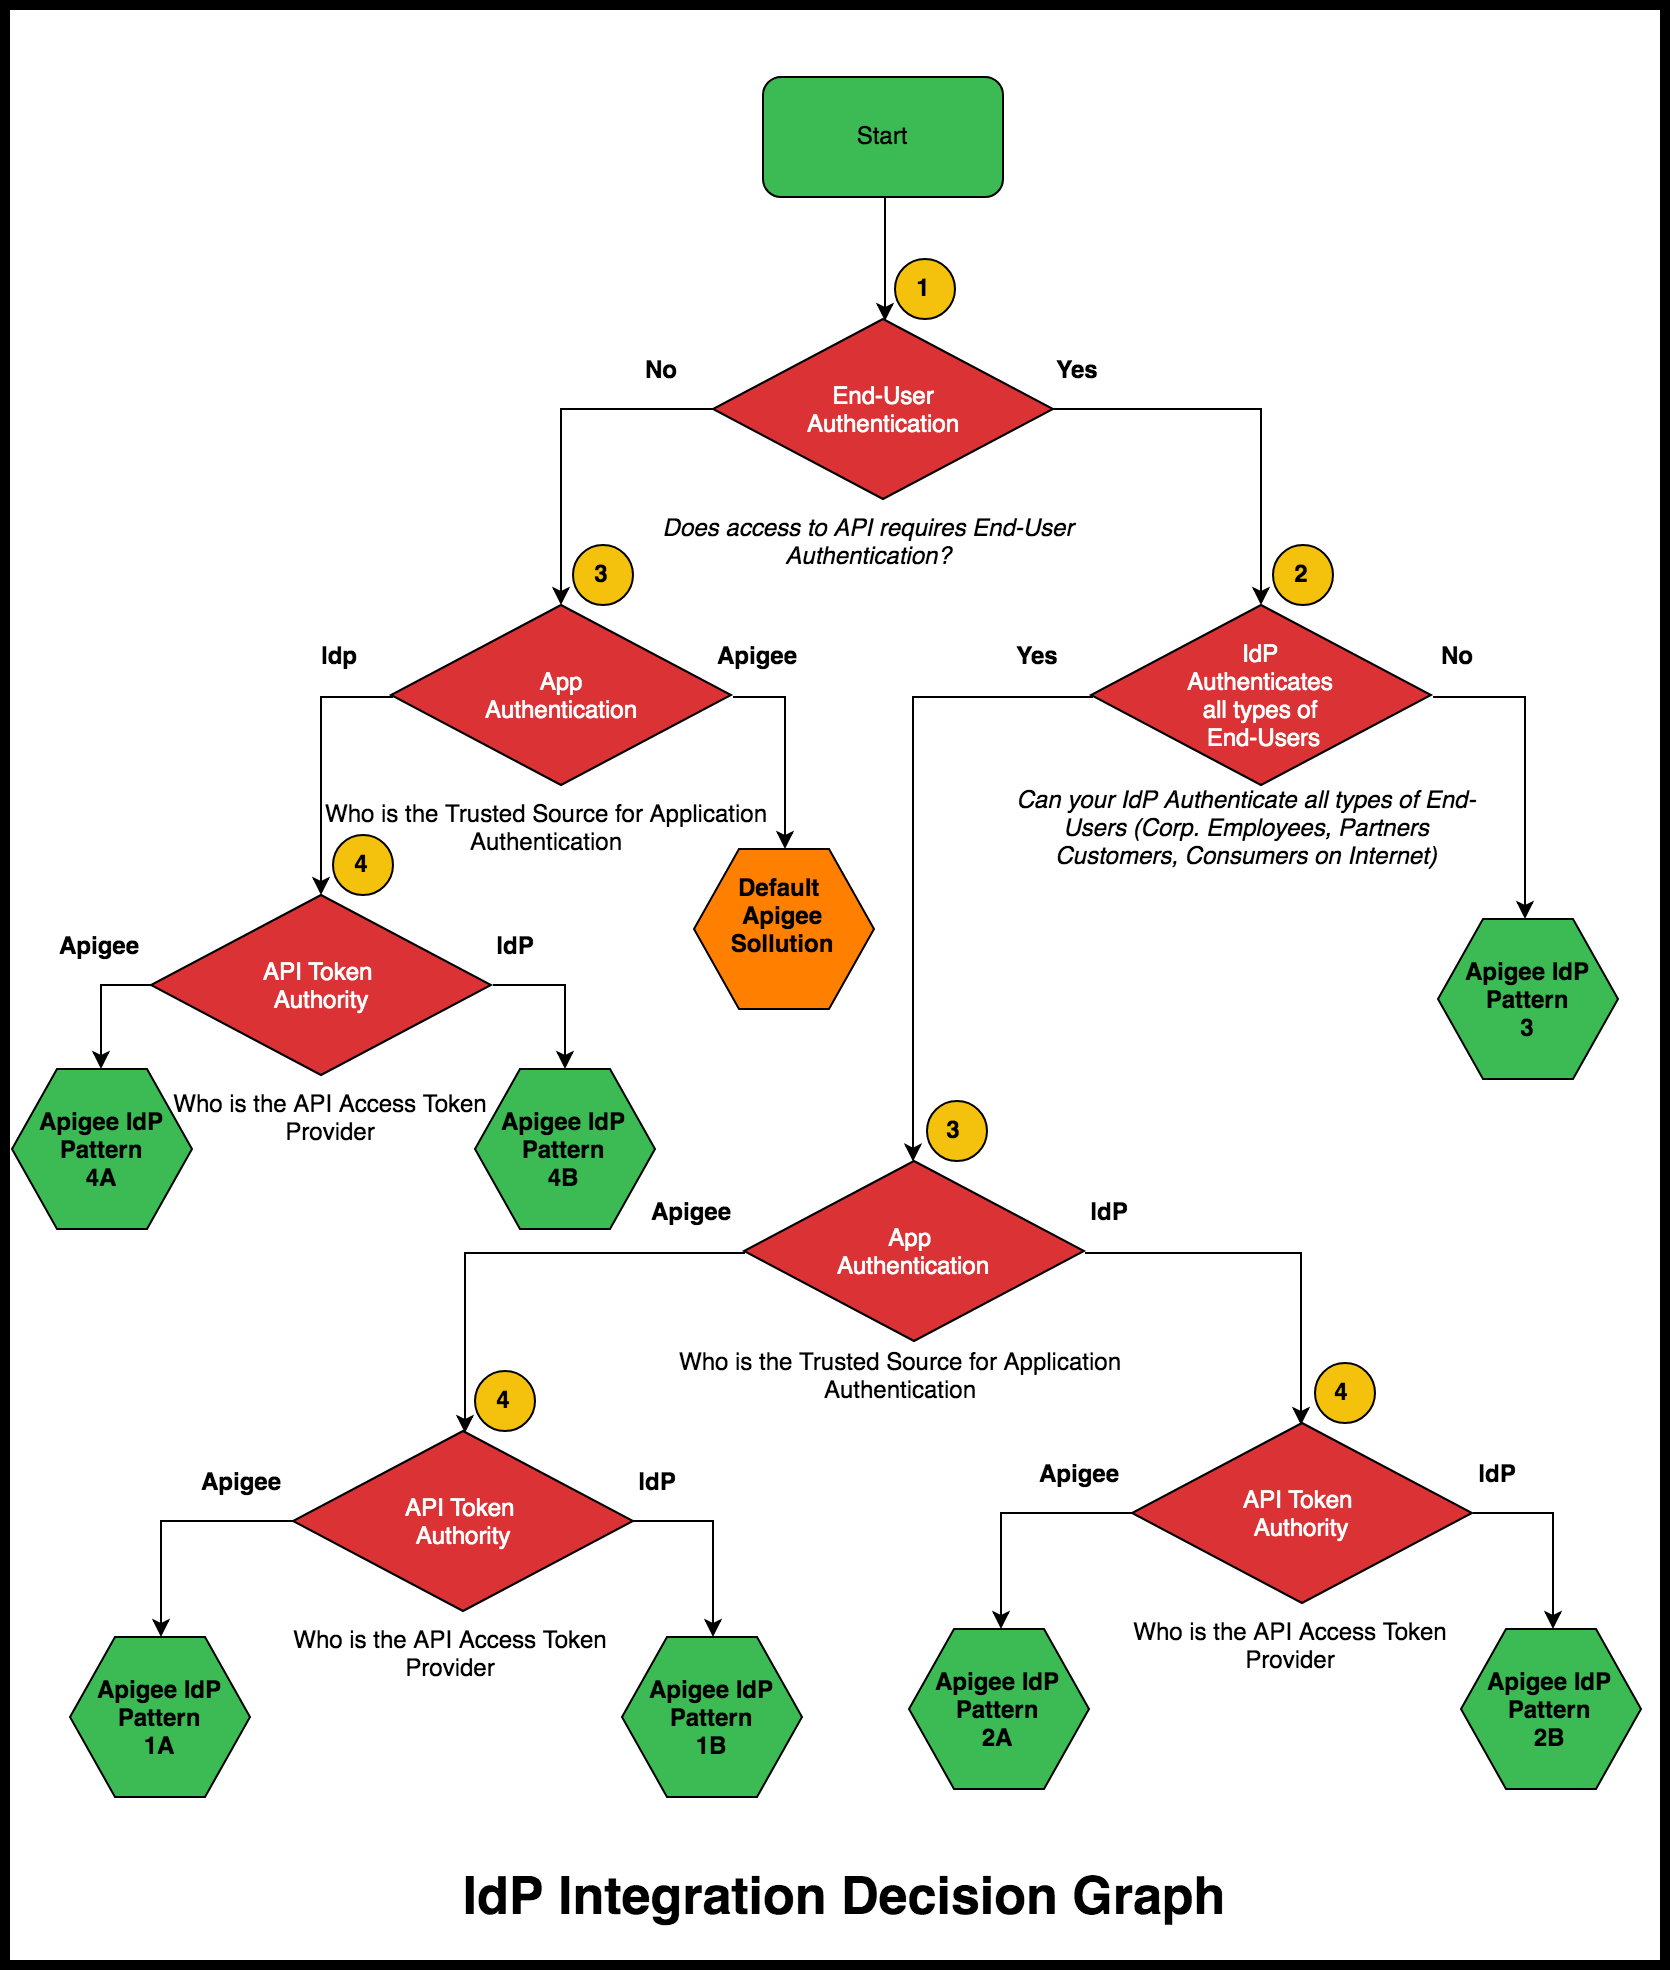 Start
1
No
Yes
End-User
Authentication
Does access to API requires End-User
Authentication?
3
2
Idp
Apigee
App
Authentication
Yes
No
IdP
Authenticates
all types of
End-Users
Who is the Trusted Source for Application
Authentication
Can your IdP Authenticate all types of End-
Users (Corp. Employees, Partners
Customers, Consumers on Internet)
4
Default
Apigee
Sollution
Apigee
IdP
API Token
Authority
Apigee IdP
Pattern
3
Who is the API Access Token
Provider
Apigee IdP
Pattern
4A
Apigee IdP
Pattern
4B
3
Apigee
IdP
App
Authentication
Who is the Trusted Source for Application
Authentication
4
4
Apigee
IdP
API Token
Authority
Apigee
IdP
API Token
Authority
Who is the API Access Token
Provider
Who is the API Access Token
Provider
Apigee IdP
Pattern
1A
Apigee IdP
Pattern
1B
Apigee IdP
Pattern
2A
Apigee IdP
Pattern
2B
IdP Integration Decision Graph